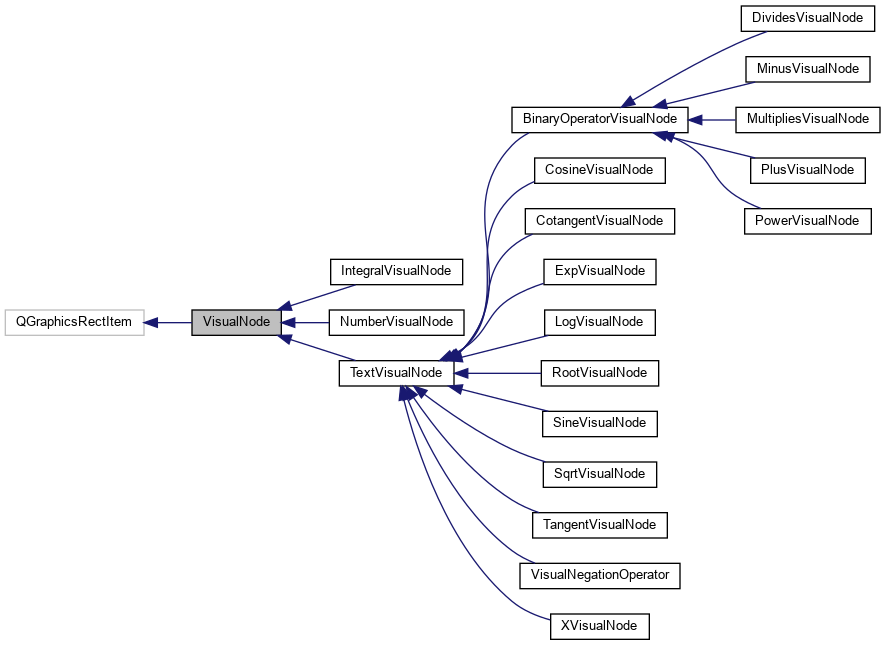 DividesVisualNode
MinusVisualNode
BinaryOperatorVisualNode
MultipliesVisualNode
CosineVisualNode
PlusVisualNode
CotangentVisualNode
PowerVisualNode
IntegralVisualNode
ExpVisualNode
QGraphicsRectItem
VisualNode
NumberVisualNode
LogVisualNode
TextVisualNode
RootVisualNode
SineVisualNode
SqrtVisualNode
TangentVisualNode
VisualNegationOperator
XVisualNode